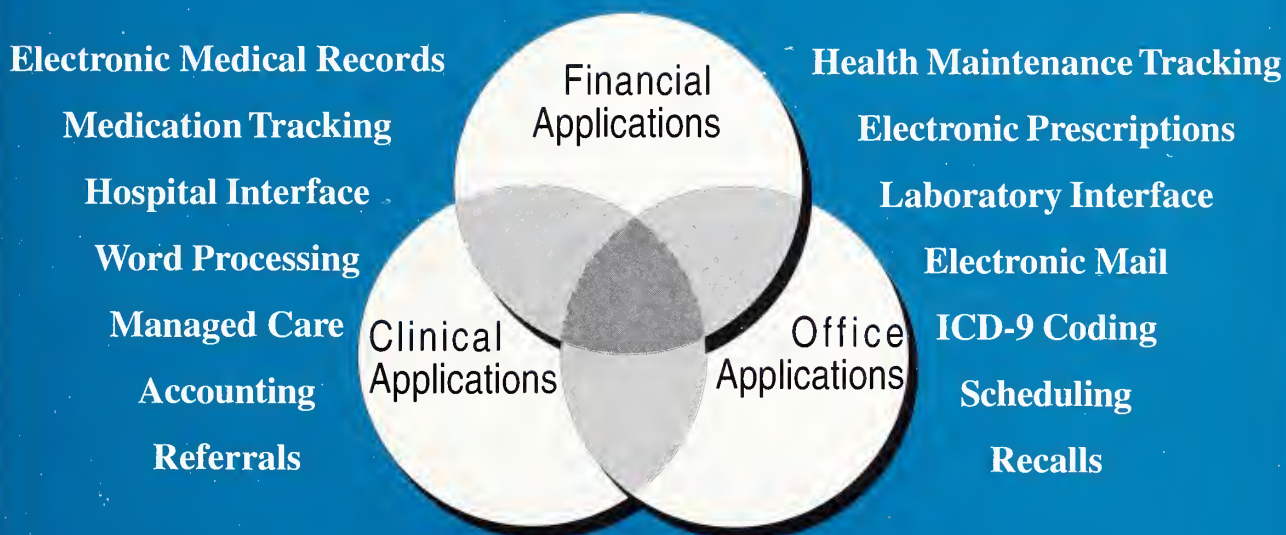 Electronic Medical Records
Medication Tracking
Hospital Interface
Word Processing
Managed Care
Accounting
Referrals
Financial
Applications
Clinical
Applications
Office
Applications
Health Maintenance Tracking
Electronic Prescriptions
Laboratory Interface
Electronic Mail
ICD-9 Coding
Scheduling
Recalls